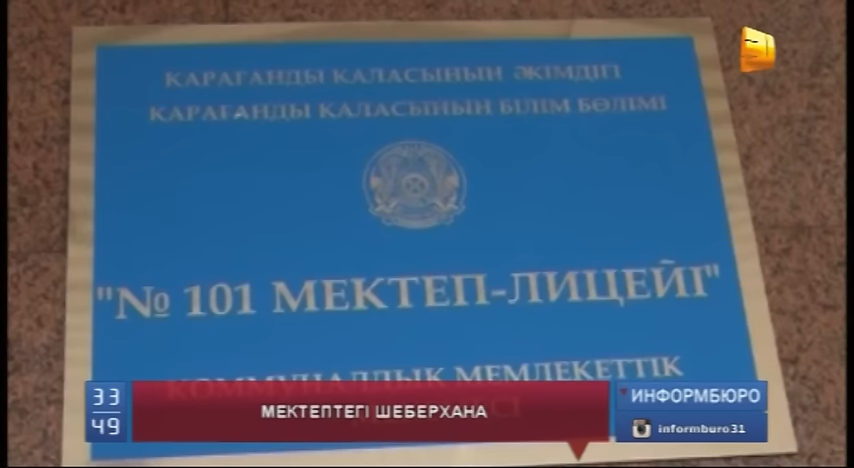 ҚАРАҒАНДЫ ҚАЛАСЫНЫҢ ӘКІМДІГІ
ҚАРАҒАНДЫ ҚАЛАСЫНЫҢ БІЛІМ БӨЛІМІ
"№ 101 МЕКТЕП-ЛИЦЕЙІ"
КОММУНАЛДЫҚ МЕМЛЕКЕТТІК
33
49
МЕКТЕПТЕГІ ШЕБЕРХАНА
ИНФОРМБЮРО
informburo31
31